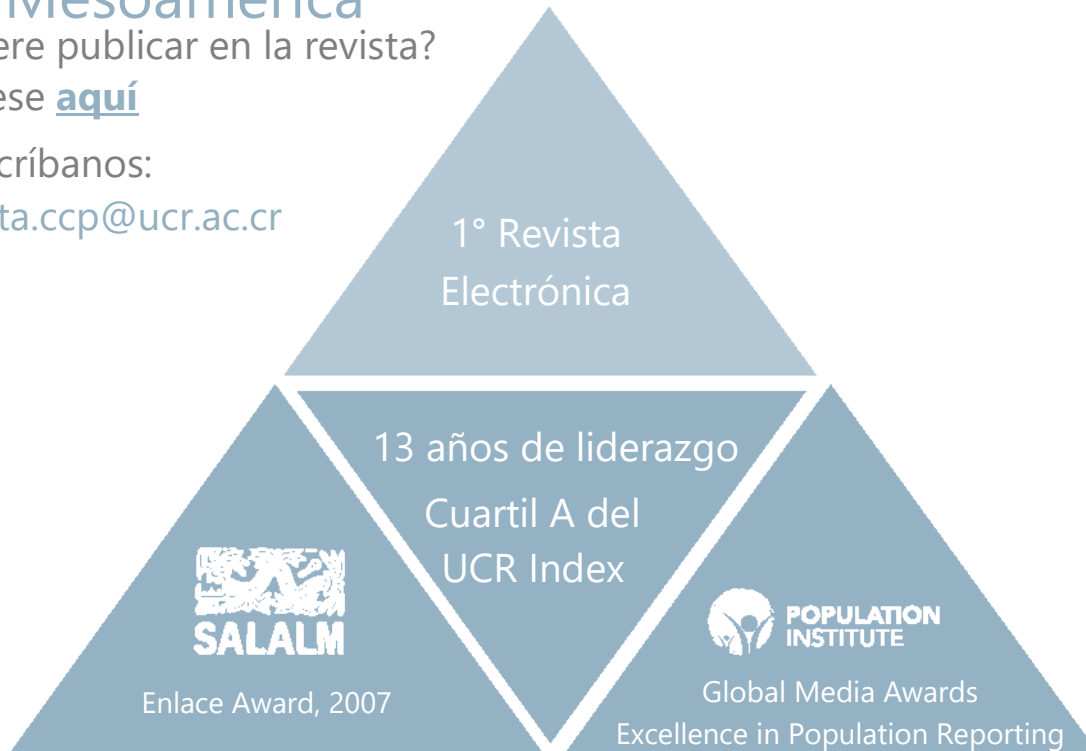 Mesoamérica
ere publicar en la revista?
ese aquí
críbanos:
ta.ccp@ucr.ac.cr
1° Revista
Electrónica
13 años de liderazgo
Cuartil A del
UCR Index
SALALM
Enlace Award, 2007
POPULATION
INSTITUTE
Global Media Awards
Excellence in Population Reporting